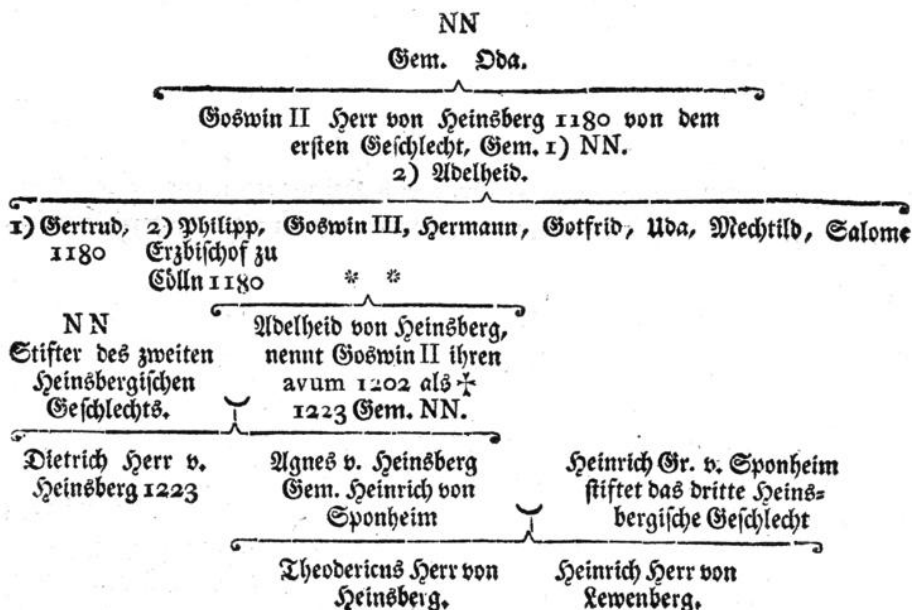 NN
Gem. Oda.
Goswin II Herr von Heinsberg 1180 von dem
ersten Geschlecht, Gem. 1) NN.
2) Adelheid.
1) Gertrud, 2) Philipp, Goswin III, Hermann, Gotfrid, Uda, Mechtild, Salome
1180 Erzbischof zu
Cölln 1180 * *
NN
Stifter des zweiten
Heinsbergischen
Geschlechts.
Adelheid von Heinsberg,
nennt Goswin II ihren
avum 1202 als ✝
1223 Gem. NN.
Dietrich Herr v.
Heinsberg 1223
Agnes v. Heinsberg
Gem. Heinrich von
Sponheim
Heinrich Gr. v. Sponheim
stiftet das dritte Heins=
bergische Geschlecht
Theodericus Herr von
Heinsberg.
Heinrich Herr von
Lewenberg.